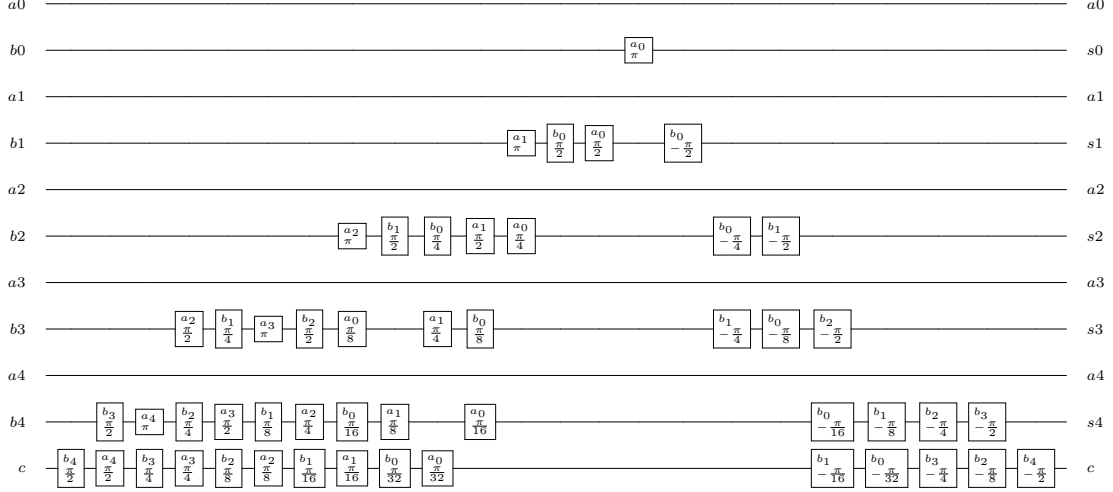 a0 a0
b0 a₀ π s0
a1 a1
b1 a₁ π b₀ π/2 a₀ π/2 b₀ −π/2 s1
a2 a2
b2 a₂ π b₁ π/2 b₀ π/4 a₁ π/2 a₀ π/4 b₀ −π/4 b₁ −π/2 s2
a3 a3
b3 a₂ π/2 b₁ π/4 a₃ π b₂ π/2 a₀ π/8 a₁ π/4 b₀ π/8 b₁ −π/4 b₀ −π/8 b₂ −π/2 s3
a4 a4
b4 b₃ π/2 a₄ π b₂ π/4 a₃ π/2 b₁ π/8 a₂ π/4 b₀ π/16 a₁ π/8 a₀ π/16 b₀ −π/16 b₁ −π/8 b₂ −π/4 b₃ −π/2 s4
c b₄ π/2 a₄ π/2 b₃ π/4 a₃ π/4 b₂ π/8 a₂ π/8 b₁ π/16 a₁ π/16 b₀ π/32 a₀ π/32 b₁ −π/16 b₀ −π/32 b₃ −π/4 b₂ −π/8 b₄ −π/2 c